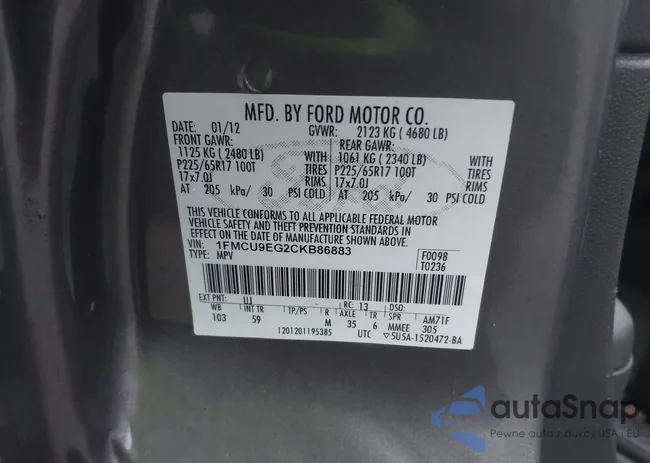 MFD. BY FORD MOTOR CO.
DATE: 01/12 GVWR: 2123 KG ( 4680 LB)
FRONT GAWR: REAR GAWR:
1125 KG ( 2480 LB) WITH 1061 KG ( 2340 LB) WITH
P225/65R17 100T TIRES P225/65R17 100T TIRES
17x7.0J RIMS 17x7.0J RIMS
AT 205 kPa/ 30 PSI COLD AT 205 kPa/ 30 PSI COLD
THIS VEHICLE CONFORMS TO ALL APPLICABLE FEDERAL MOTOR
VEHICLE SAFETY AND THEFT PREVENTION STANDARDS IN
EFFECT ON THE DATE OF MANUFACTURE SHOWN ABOVE.
VIN: 1FMCU9EG2CKB86883 F0098
TYPE: MPV T0236
EXT PNT: UJ RC: 13 DSO:
WB INT TR TP/PS R AXLE TR SPR AM71F
103 59 M 35 6 MMEE 305
1201201195385 UTC ▽5U5A-1520472-BA
Ford
autaSnap
Pewne auta z aukcji USA i EU